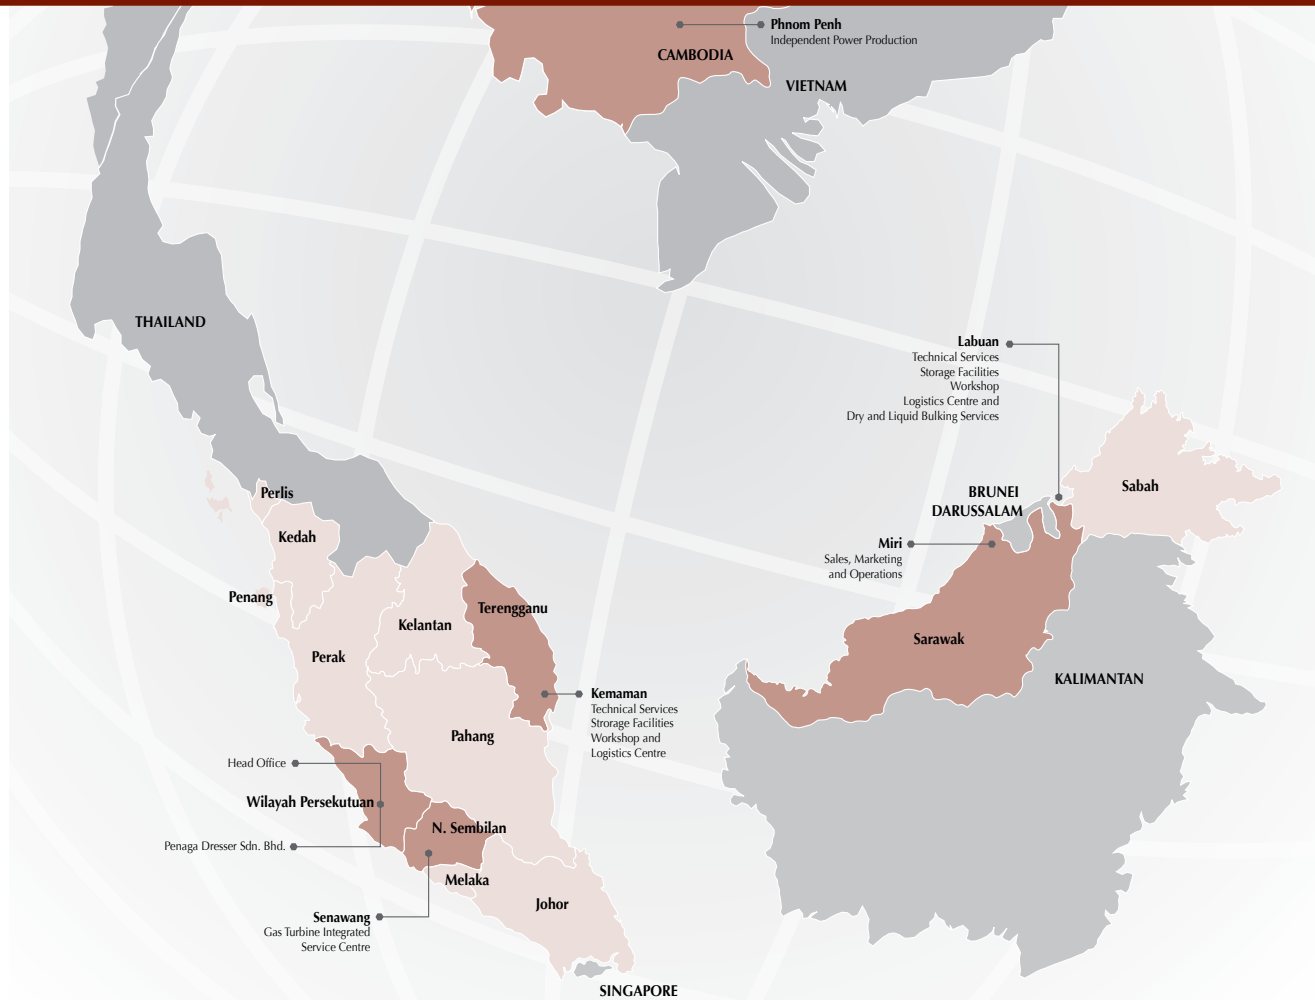 Phnom Penh
Independent Power Production
CAMBODIA
VIETNAM
THAILAND
Labuan
Technical Services
Storage Facilities
Workshop
Logistics Centre and
Dry and Liquid Bulking Services
Sabah
BRUNEI
DARUSSALAM
Miri
Sales, Marketing
and Operations
Sarawak
KALIMANTAN
Perlis
Kedah
Penang
Terengganu
Kelantan
Perak
Kemaman
Technical Services
Strorage Facilities
Workshop and
Logistics Centre
Pahang
Head Office
Wilayah Persekutuan
N. Sembilan
Penaga Dresser Sdn. Bhd.
Melaka
Johor
Senawang
Gas Turbine Integrated
Service Centre
SINGAPORE